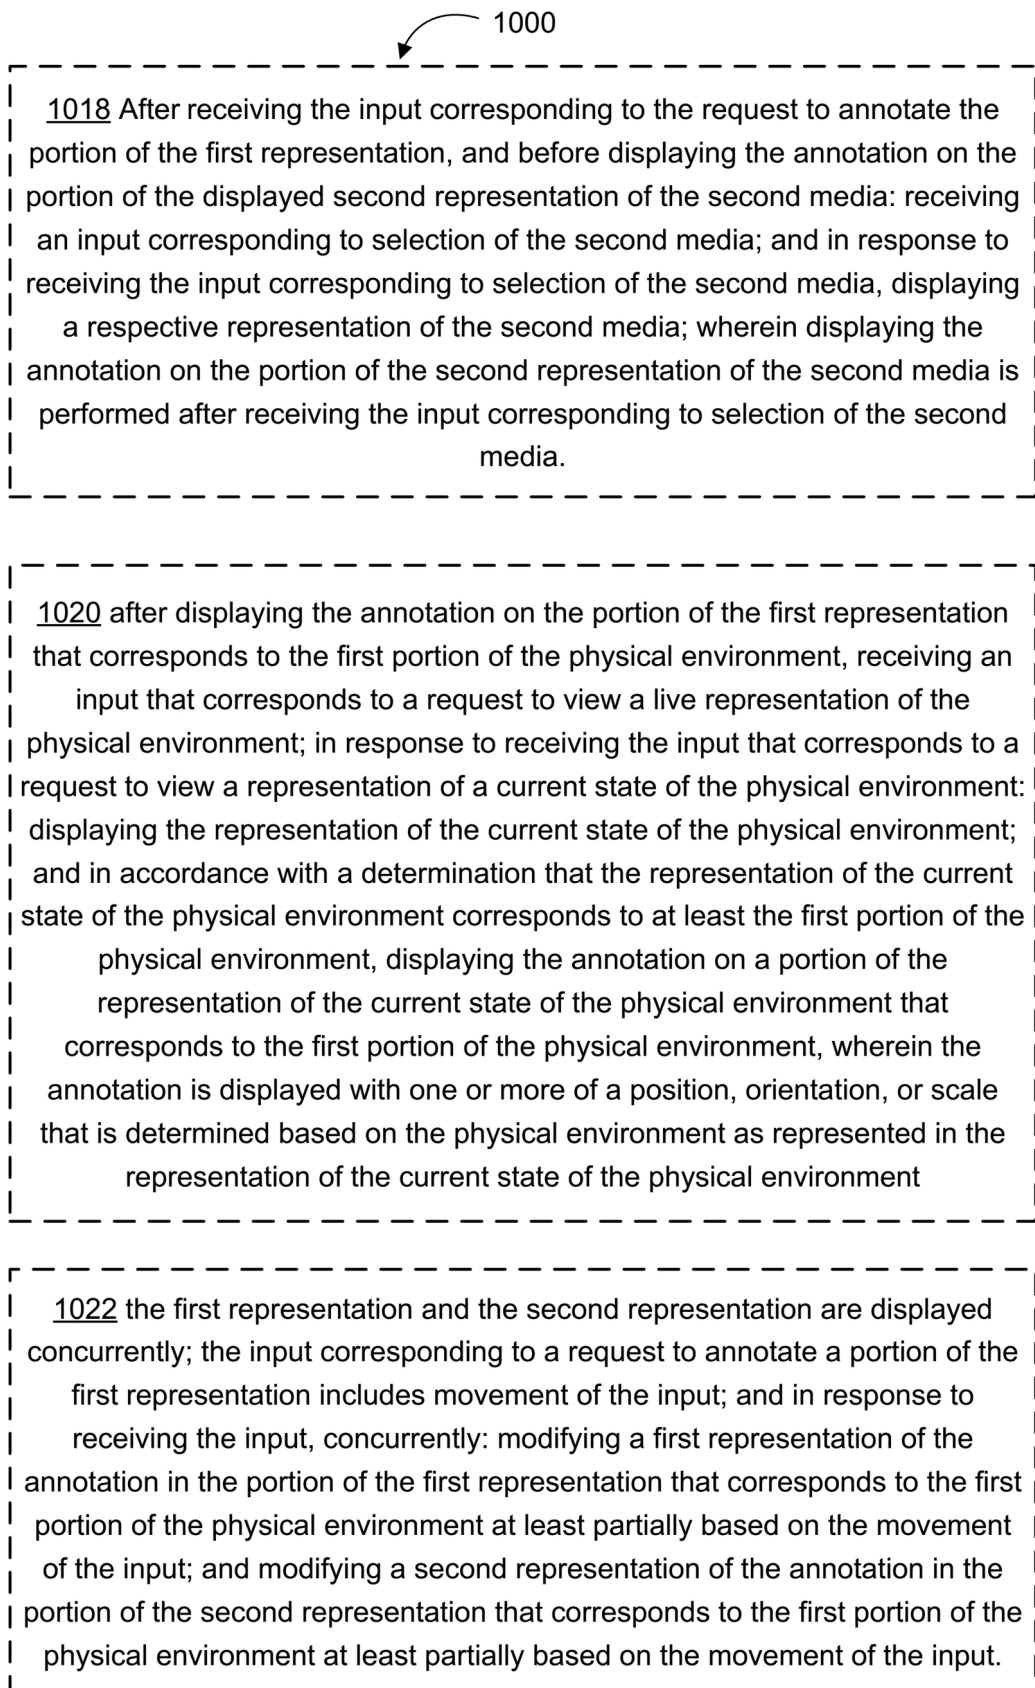 1000
1018 After receiving the input corresponding to the request to annotate the
portion of the first representation, and before displaying the annotation on the
portion of the displayed second representation of the second media: receiving
an input corresponding to selection of the second media; and in response to
receiving the input corresponding to selection of the second media, displaying
a respective representation of the second media; wherein displaying the
annotation on the portion of the second representation of the second media is
performed after receiving the input corresponding to selection of the second
media.
1020 after displaying the annotation on the portion of the first representation
that corresponds to the first portion of the physical environment, receiving an
input that corresponds to a request to view a live representation of the
physical environment; in response to receiving the input that corresponds to a
request to view a representation of a current state of the physical environment:
displaying the representation of the current state of the physical environment;
and in accordance with a determination that the representation of the current
state of the physical environment corresponds to at least the first portion of the
physical environment, displaying the annotation on a portion of the
representation of the current state of the physical environment that
corresponds to the first portion of the physical environment, wherein the
annotation is displayed with one or more of a position, orientation, or scale
that is determined based on the physical environment as represented in the
representation of the current state of the physical environment
1022 the first representation and the second representation are displayed
concurrently; the input corresponding to a request to annotate a portion of the
first representation includes movement of the input; and in response to
receiving the input, concurrently: modifying a first representation of the
annotation in the portion of the first representation that corresponds to the first
portion of the physical environment at least partially based on the movement
of the input; and modifying a second representation of the annotation in the
portion of the second representation that corresponds to the first portion of the
physical environment at least partially based on the movement of the input.